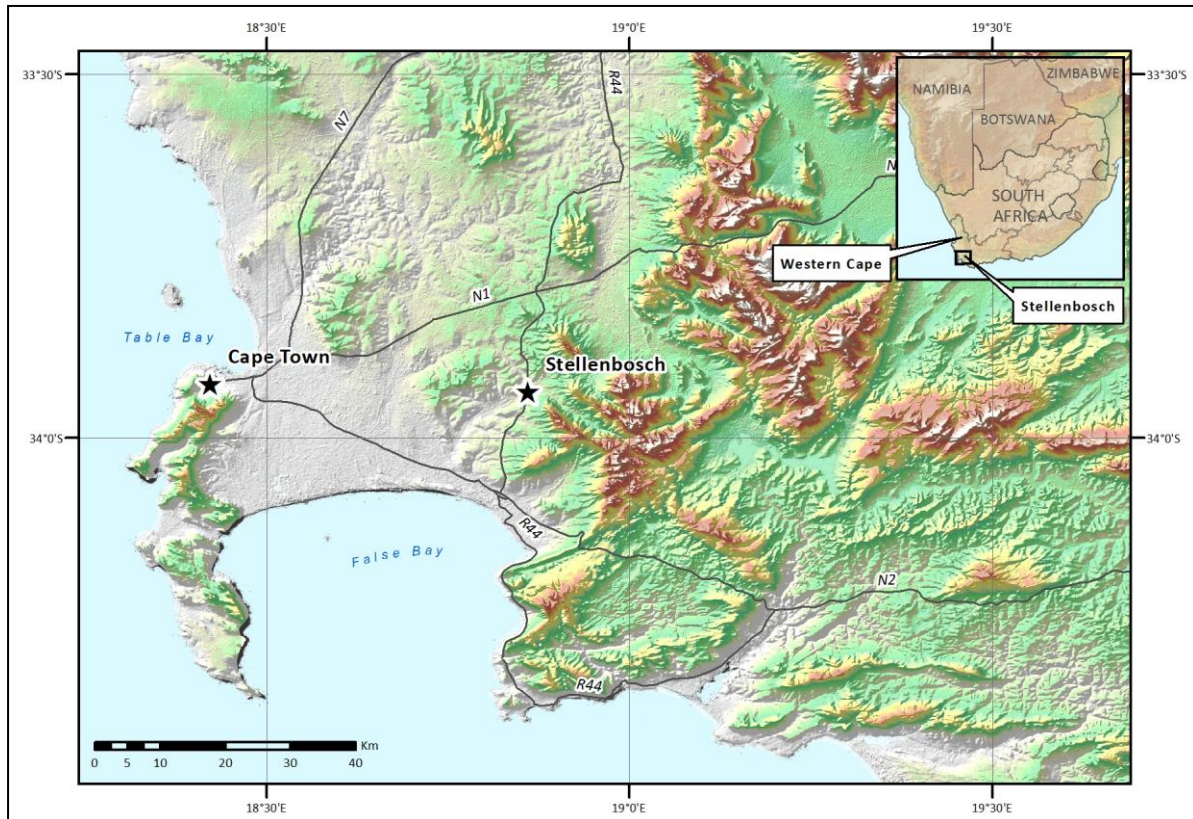 18°30'E
19°0'E
19°30'E
33°30'S
33°30'S
N7
R44
N
NAMIBIA
ZIMBABWE
BOTSWANA
SOUTH
AFRICA
Western Cape
Stellenbosch
N1
Table Bay
Cape Town
Stellenbosch
34°0'S
34°0'S
R44
False Bay
N2
R44
Km
0 5 10 20 30 40
18°30'E
19°0'E
19°30'E